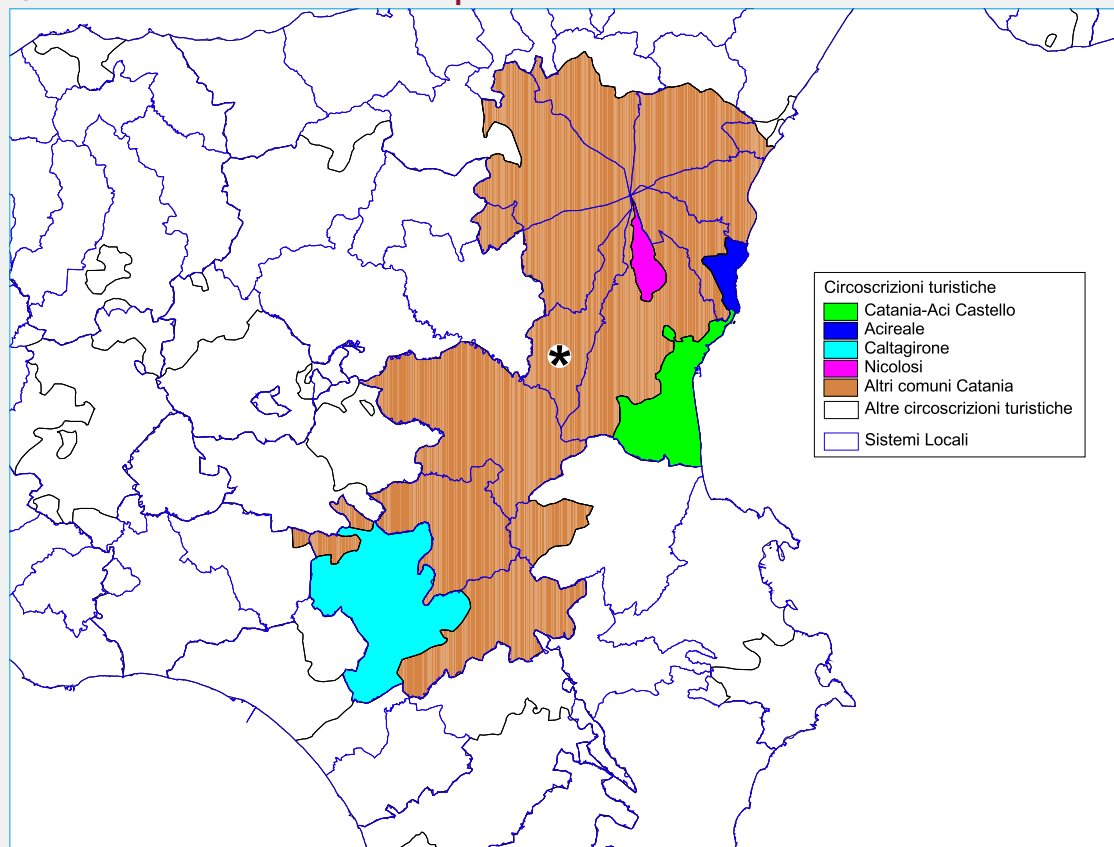 Circoscrizioni turistiche
Catania-Aci Castello
Acireale
Caltagirone
Nicolosi
Altri comuni Catania
Altre circoscrizioni turistiche
Sistemi Locali
*